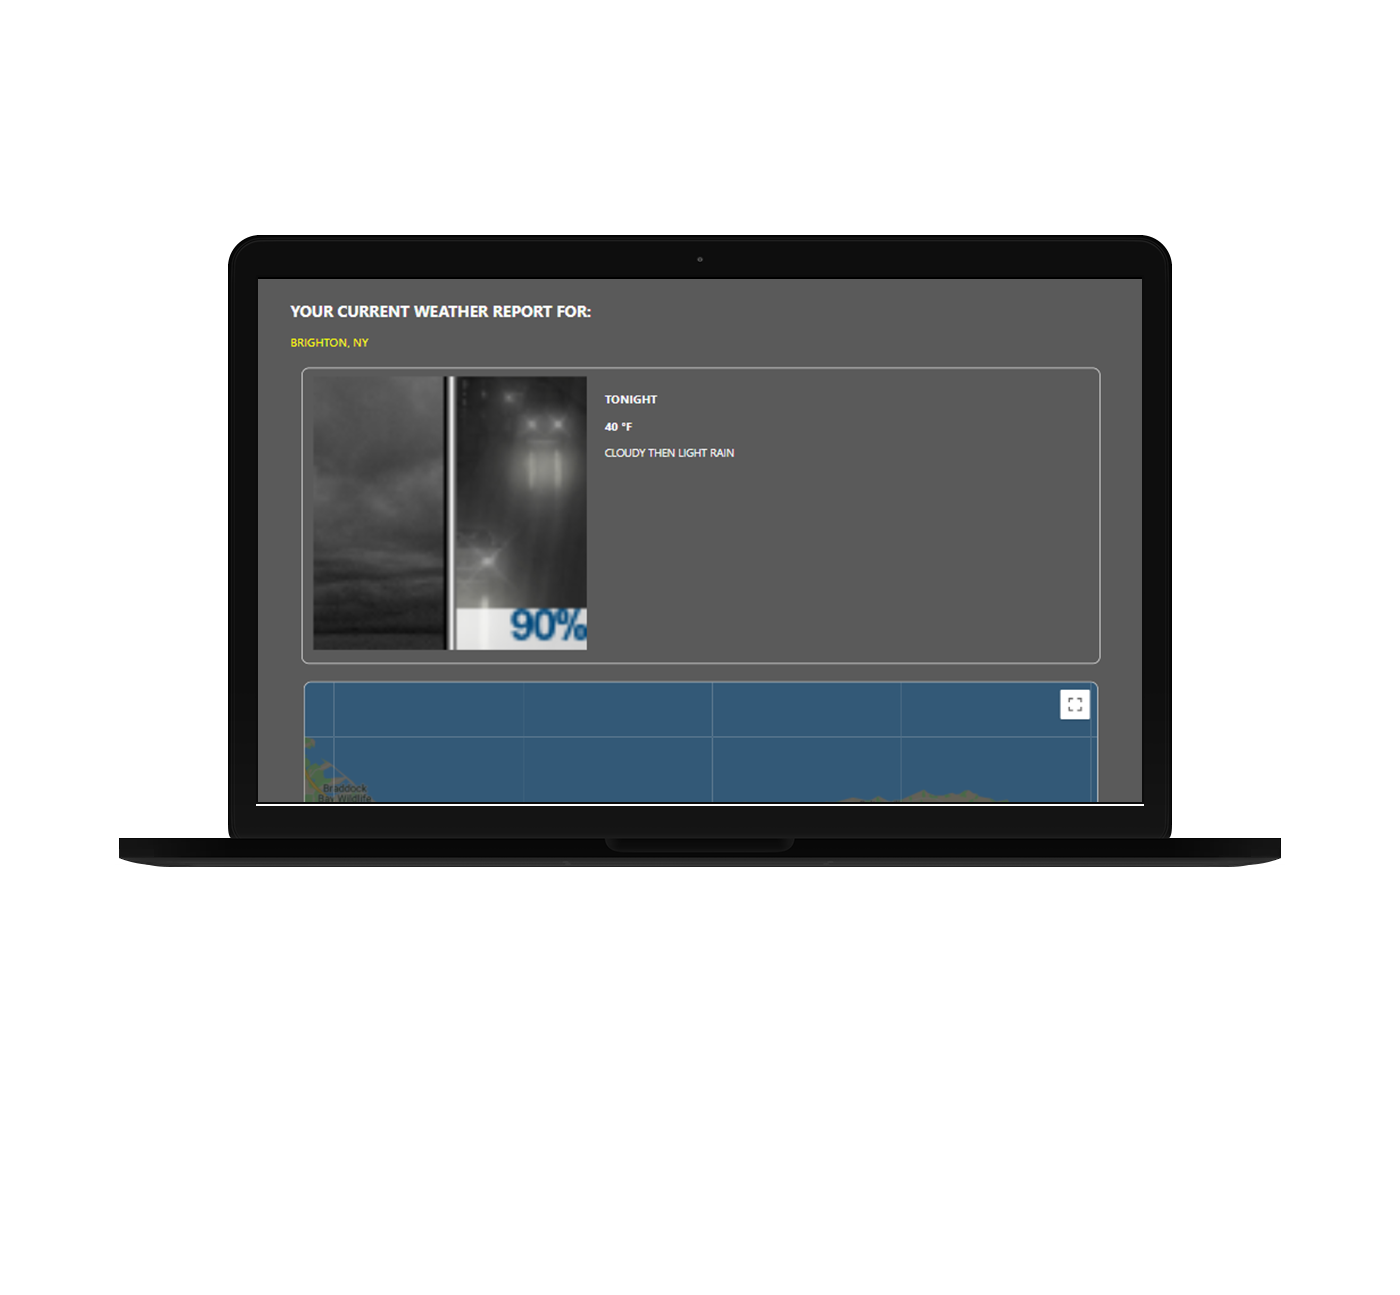 YOUR CURRENT WEATHER REPORT FOR:
BRIGHTON, NY
TONIGHT
40 °F
CLOUDY THEN LIGHT RAIN
90%
Braddock
Bay Wildlife